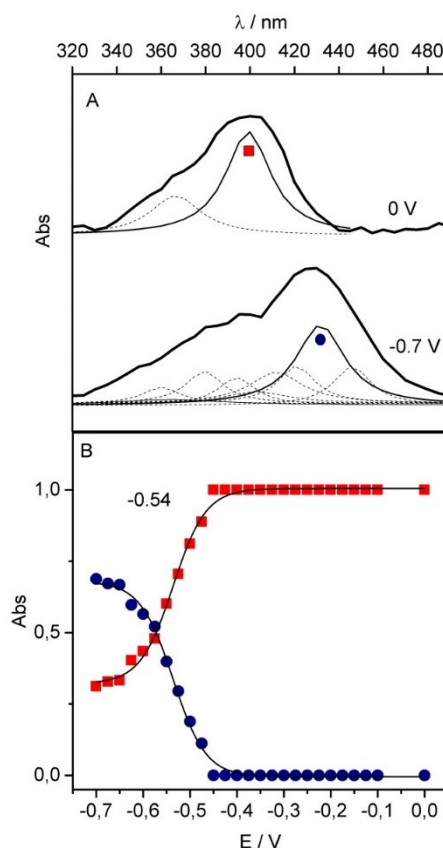 λ / nm
320 340 360 380 400 420 440 460 480
A
0 V
Abs
-0.7 V
B
-0.54
1,0
0,5
0,0
Abs
-0,7 -0,6 -0,5 -0,4 -0,3 -0,2 -0,1 0,0
E / V